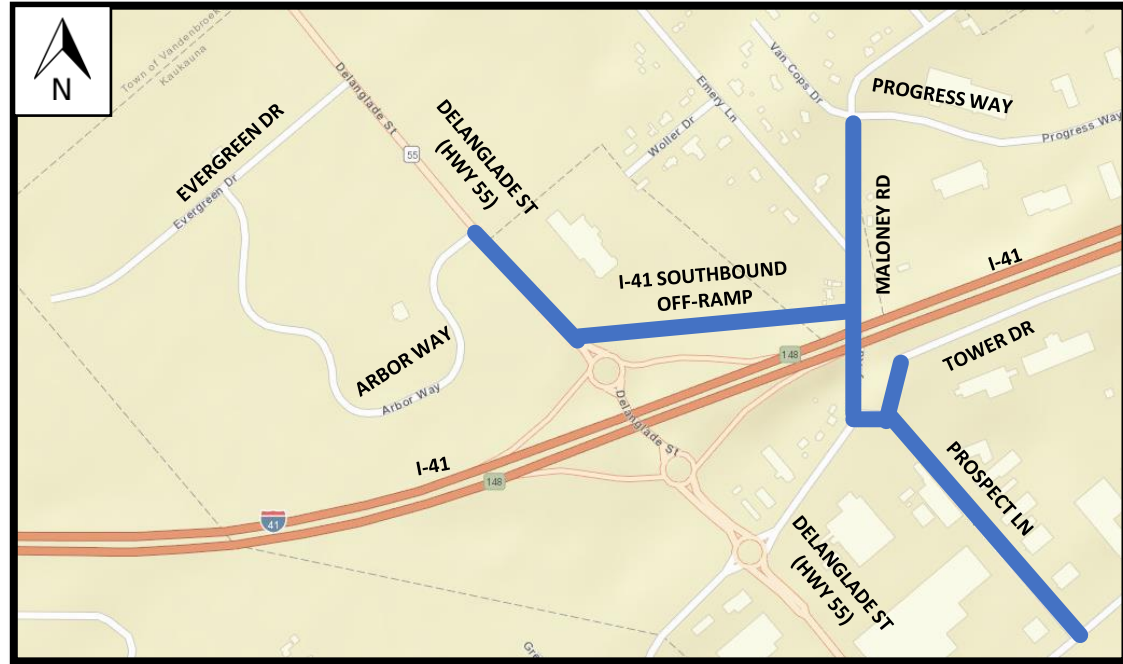 N
Town of Vandenbroek
Kaukauna
Delanglade St
55
DELANGLADE ST
(HWY 55)
EVERGREEN DR
Evergreen Dr
ARBOR WAY
Arbor Way
Emery Ln
Woller Dr
Van Cops Dr
PROGRESS WAY
Progress Way
MALONEY RD
I-41 SOUTHBOUND
OFF-RAMP
I-41
148
TOWER DR
Delanglade St
I-41
148
41
PROSPECT LN
DELANGLADE ST
(HWY 55)